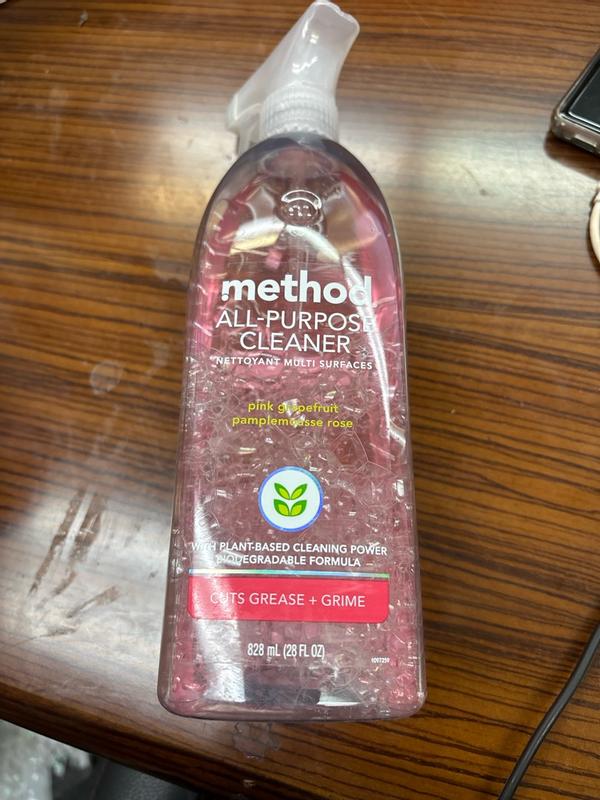 method
ALL-PURPOSE
CLEANER
NETTOYANT MULTI SURFACES
pink grapefruit
pamplemousse rose
WITH PLANT-BASED CLEANING POWER
BIODEGRADABLE FORMULA
CUTS GREASE + GRIME
828 mL (28 FL OZ)